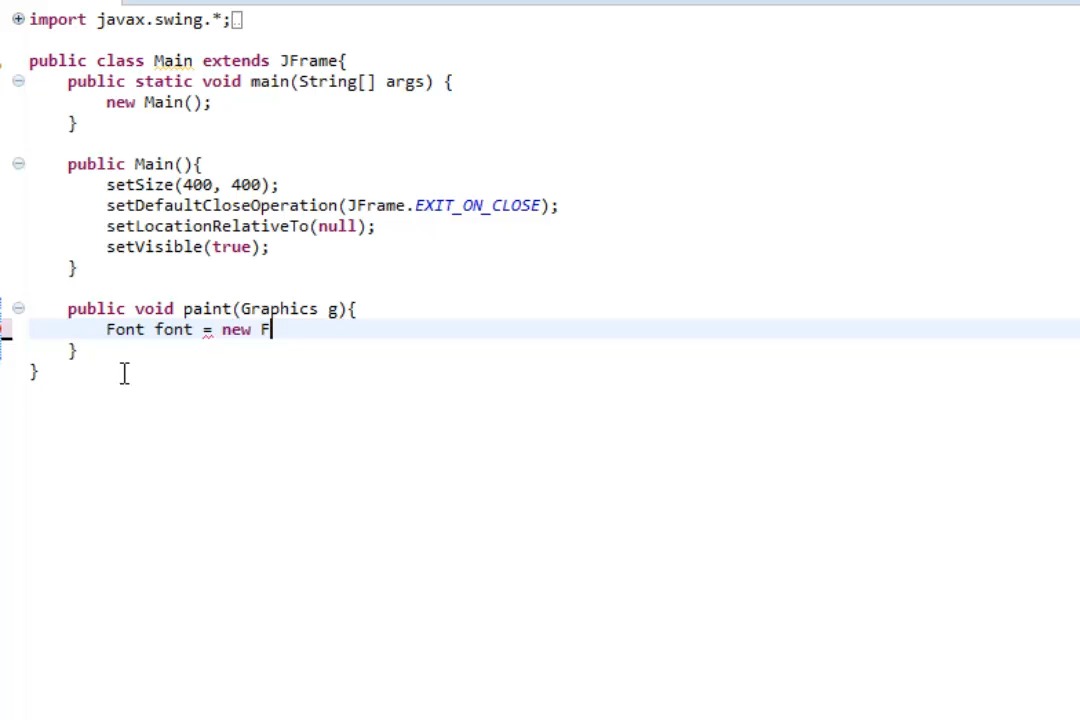 import javax.swing.*;
public class Main extends JFrame{
public static void main(String[] args) {
new Main();
}
public Main(){
setSize(400, 400);
setDefaultCloseOperation(JFrame.EXIT_ON_CLOSE);
setLocationRelativeTo(null);
setVisible(true);
}
public void paint(Graphics g){
Font font = new F
}
}